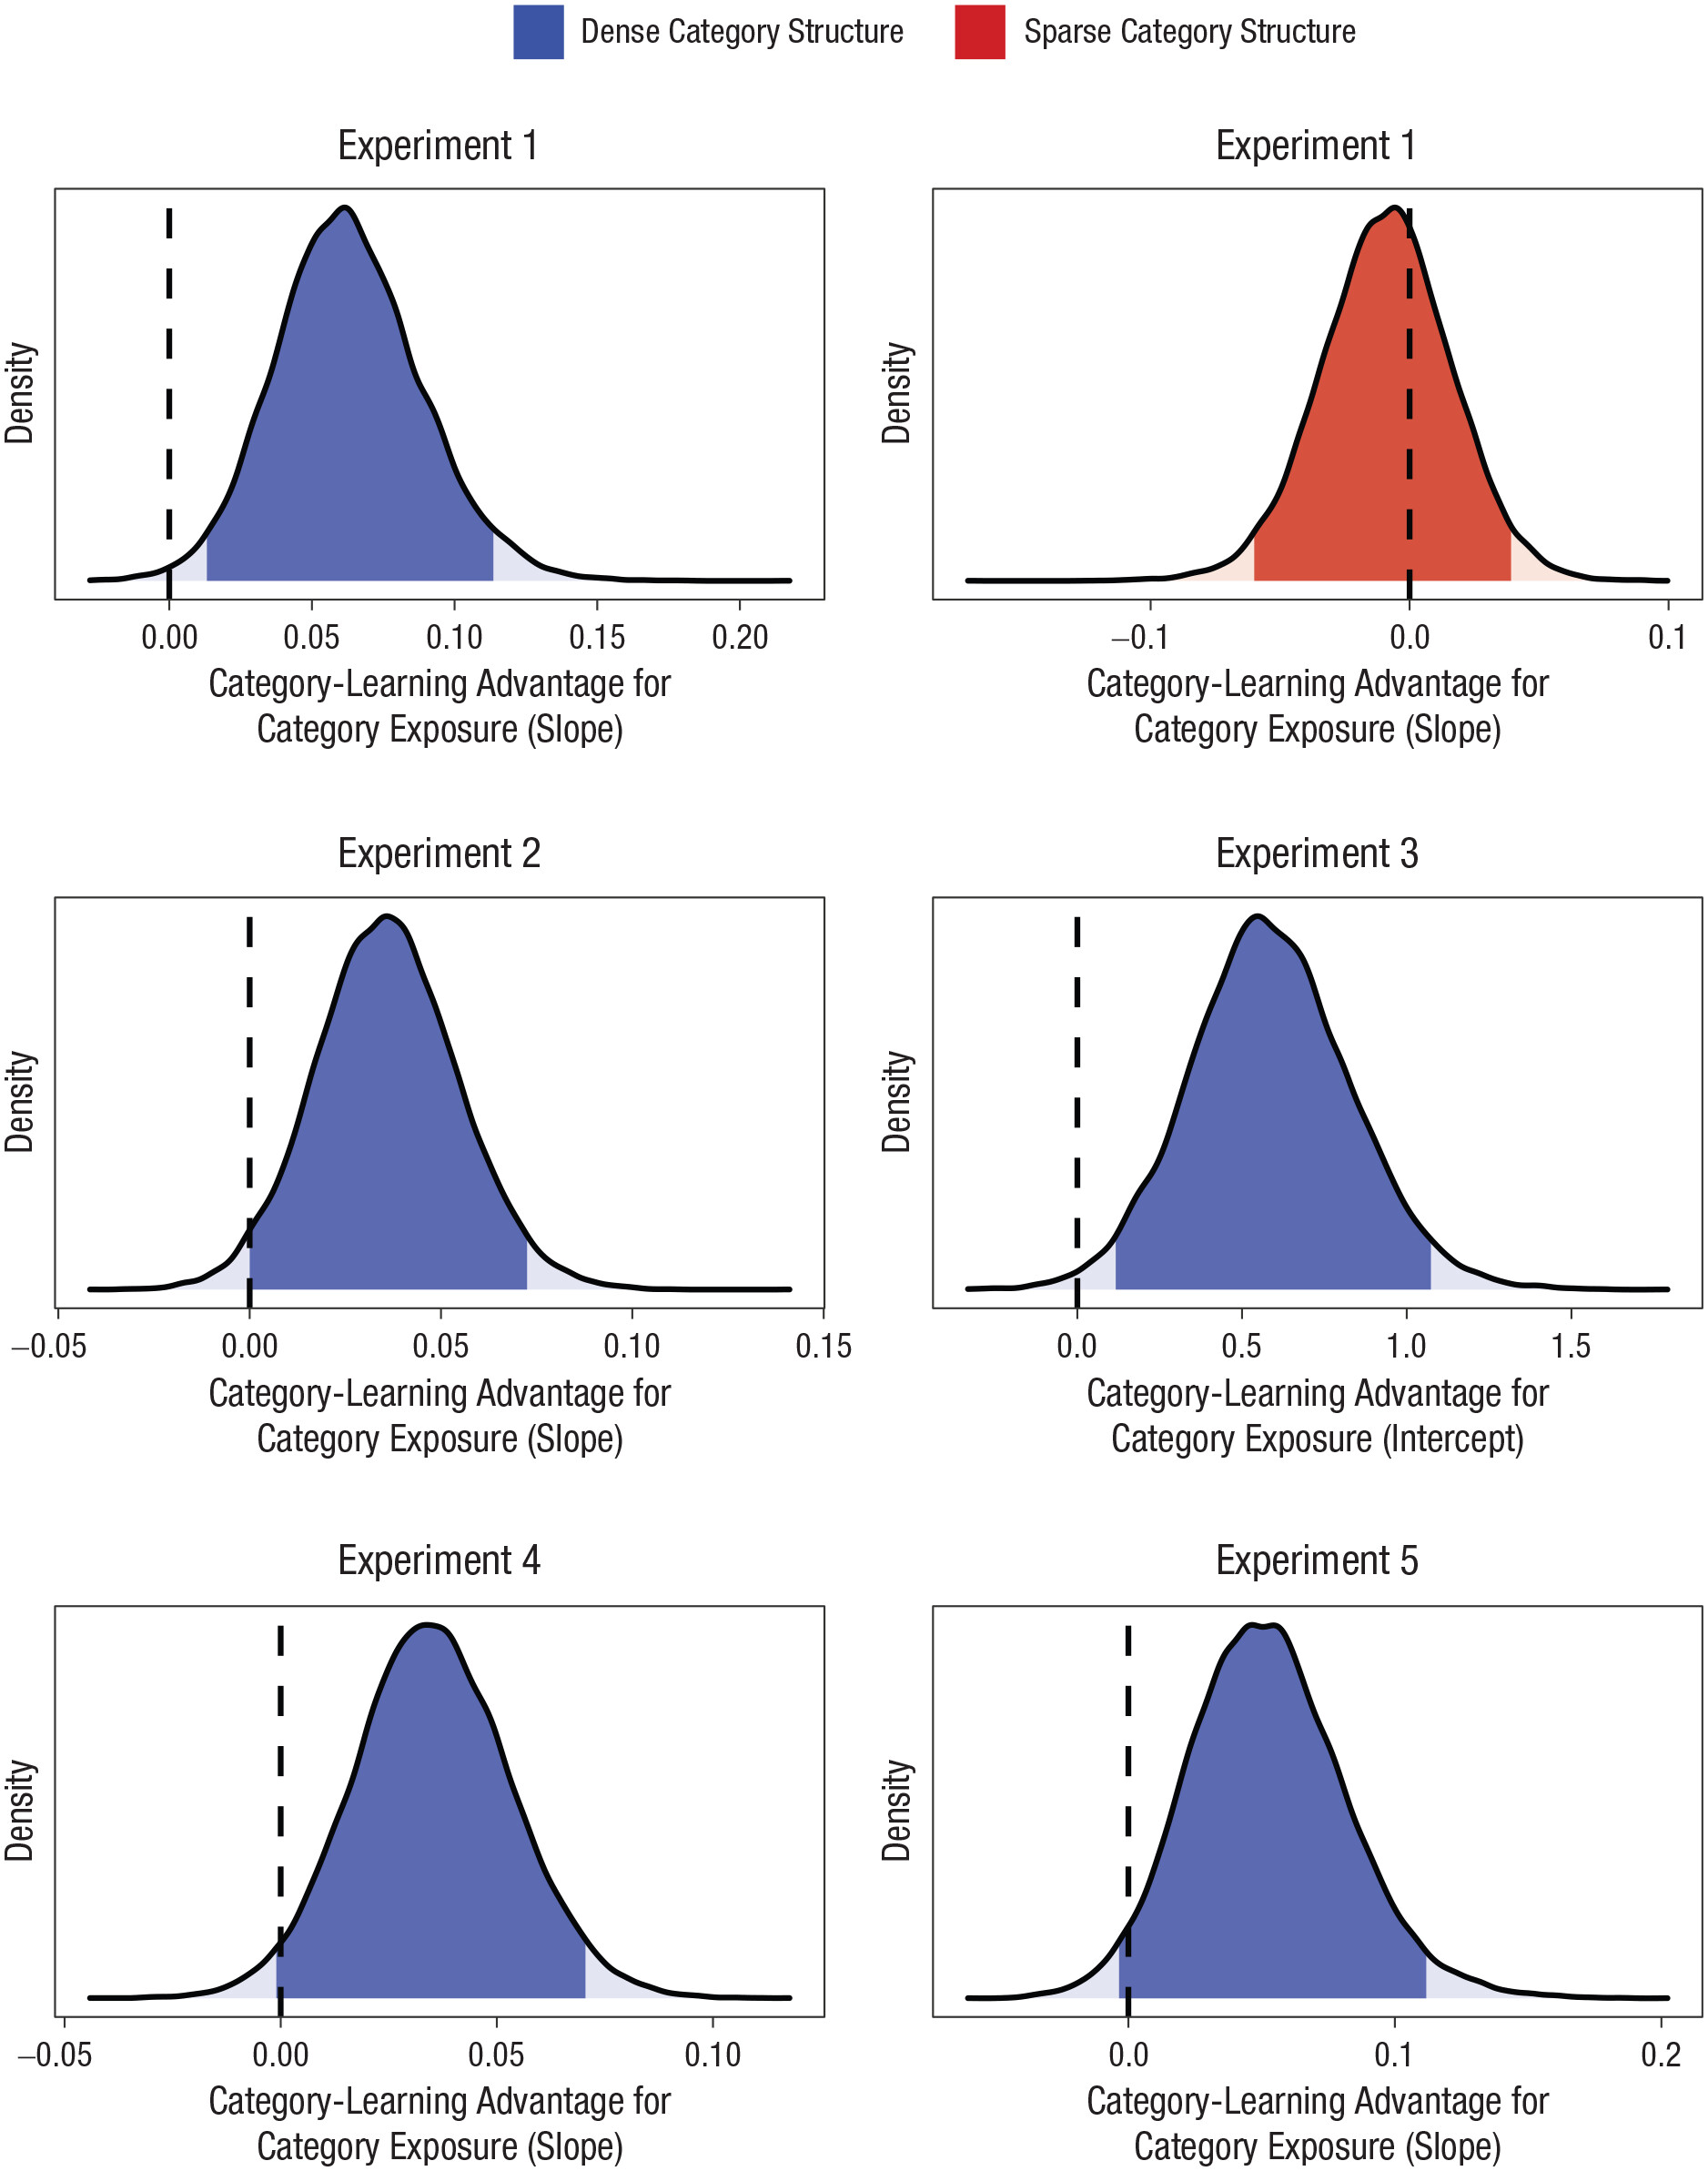 Dense Category Structure
Sparse Category Structure
Experiment 1
Density
0.00 0.05 0.10 0.15 0.20
Category-Learning Advantage for
Category Exposure (Slope)
Experiment 1
Density
–0.1 0.0 0.1
Category-Learning Advantage for
Category Exposure (Slope)
Experiment 2
Density
–0.05 0.00 0.05 0.10 0.15
Category-Learning Advantage for
Category Exposure (Slope)
Experiment 3
Density
0.0 0.5 1.0 1.5
Category-Learning Advantage for
Category Exposure (Intercept)
Experiment 4
Density
–0.05 0.00 0.05 0.10
Category-Learning Advantage for
Category Exposure (Slope)
Experiment 5
Density
0.0 0.1 0.2
Category-Learning Advantage for
Category Exposure (Slope)